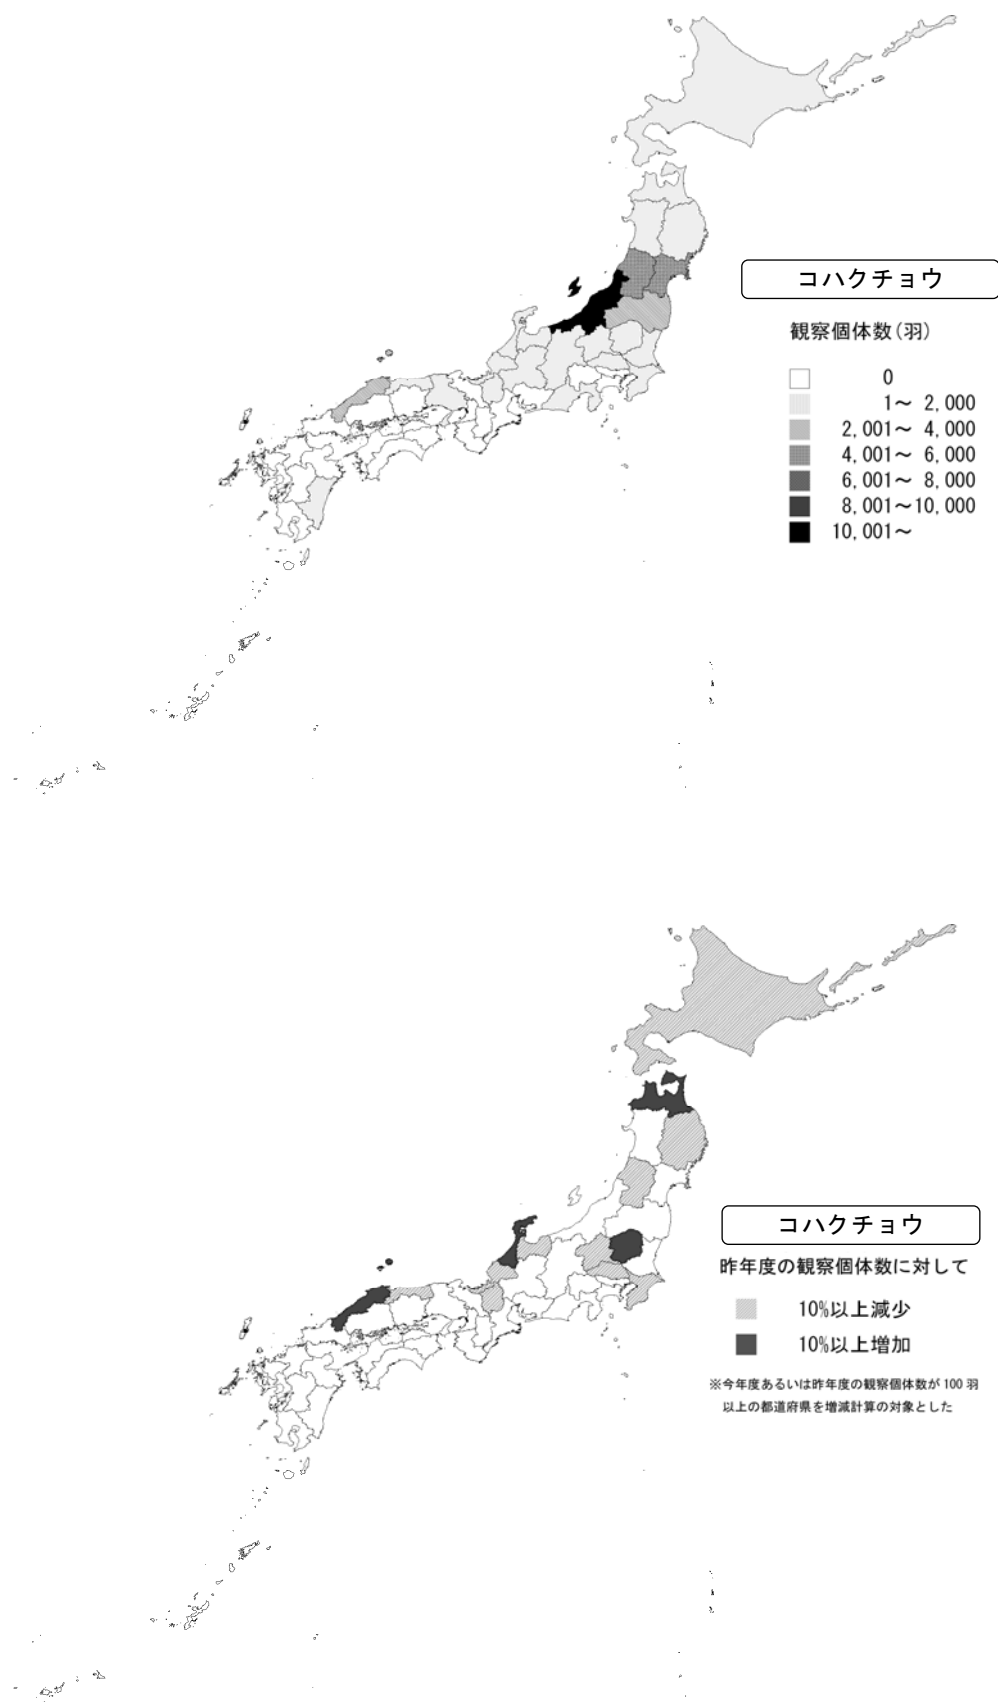 コハクチョウ
観察個体数(羽)
0
1～ 2,000
2,001～ 4,000
4,001～ 6,000
6,001～ 8,000
8,001～10,000
10,001～
コハクチョウ
昨年度の観察個体数に対して
10%以上減少
10%以上増加
※今年度あるいは昨年度の観察個体数が100羽
以上の都道府県を増減計算の対象とした